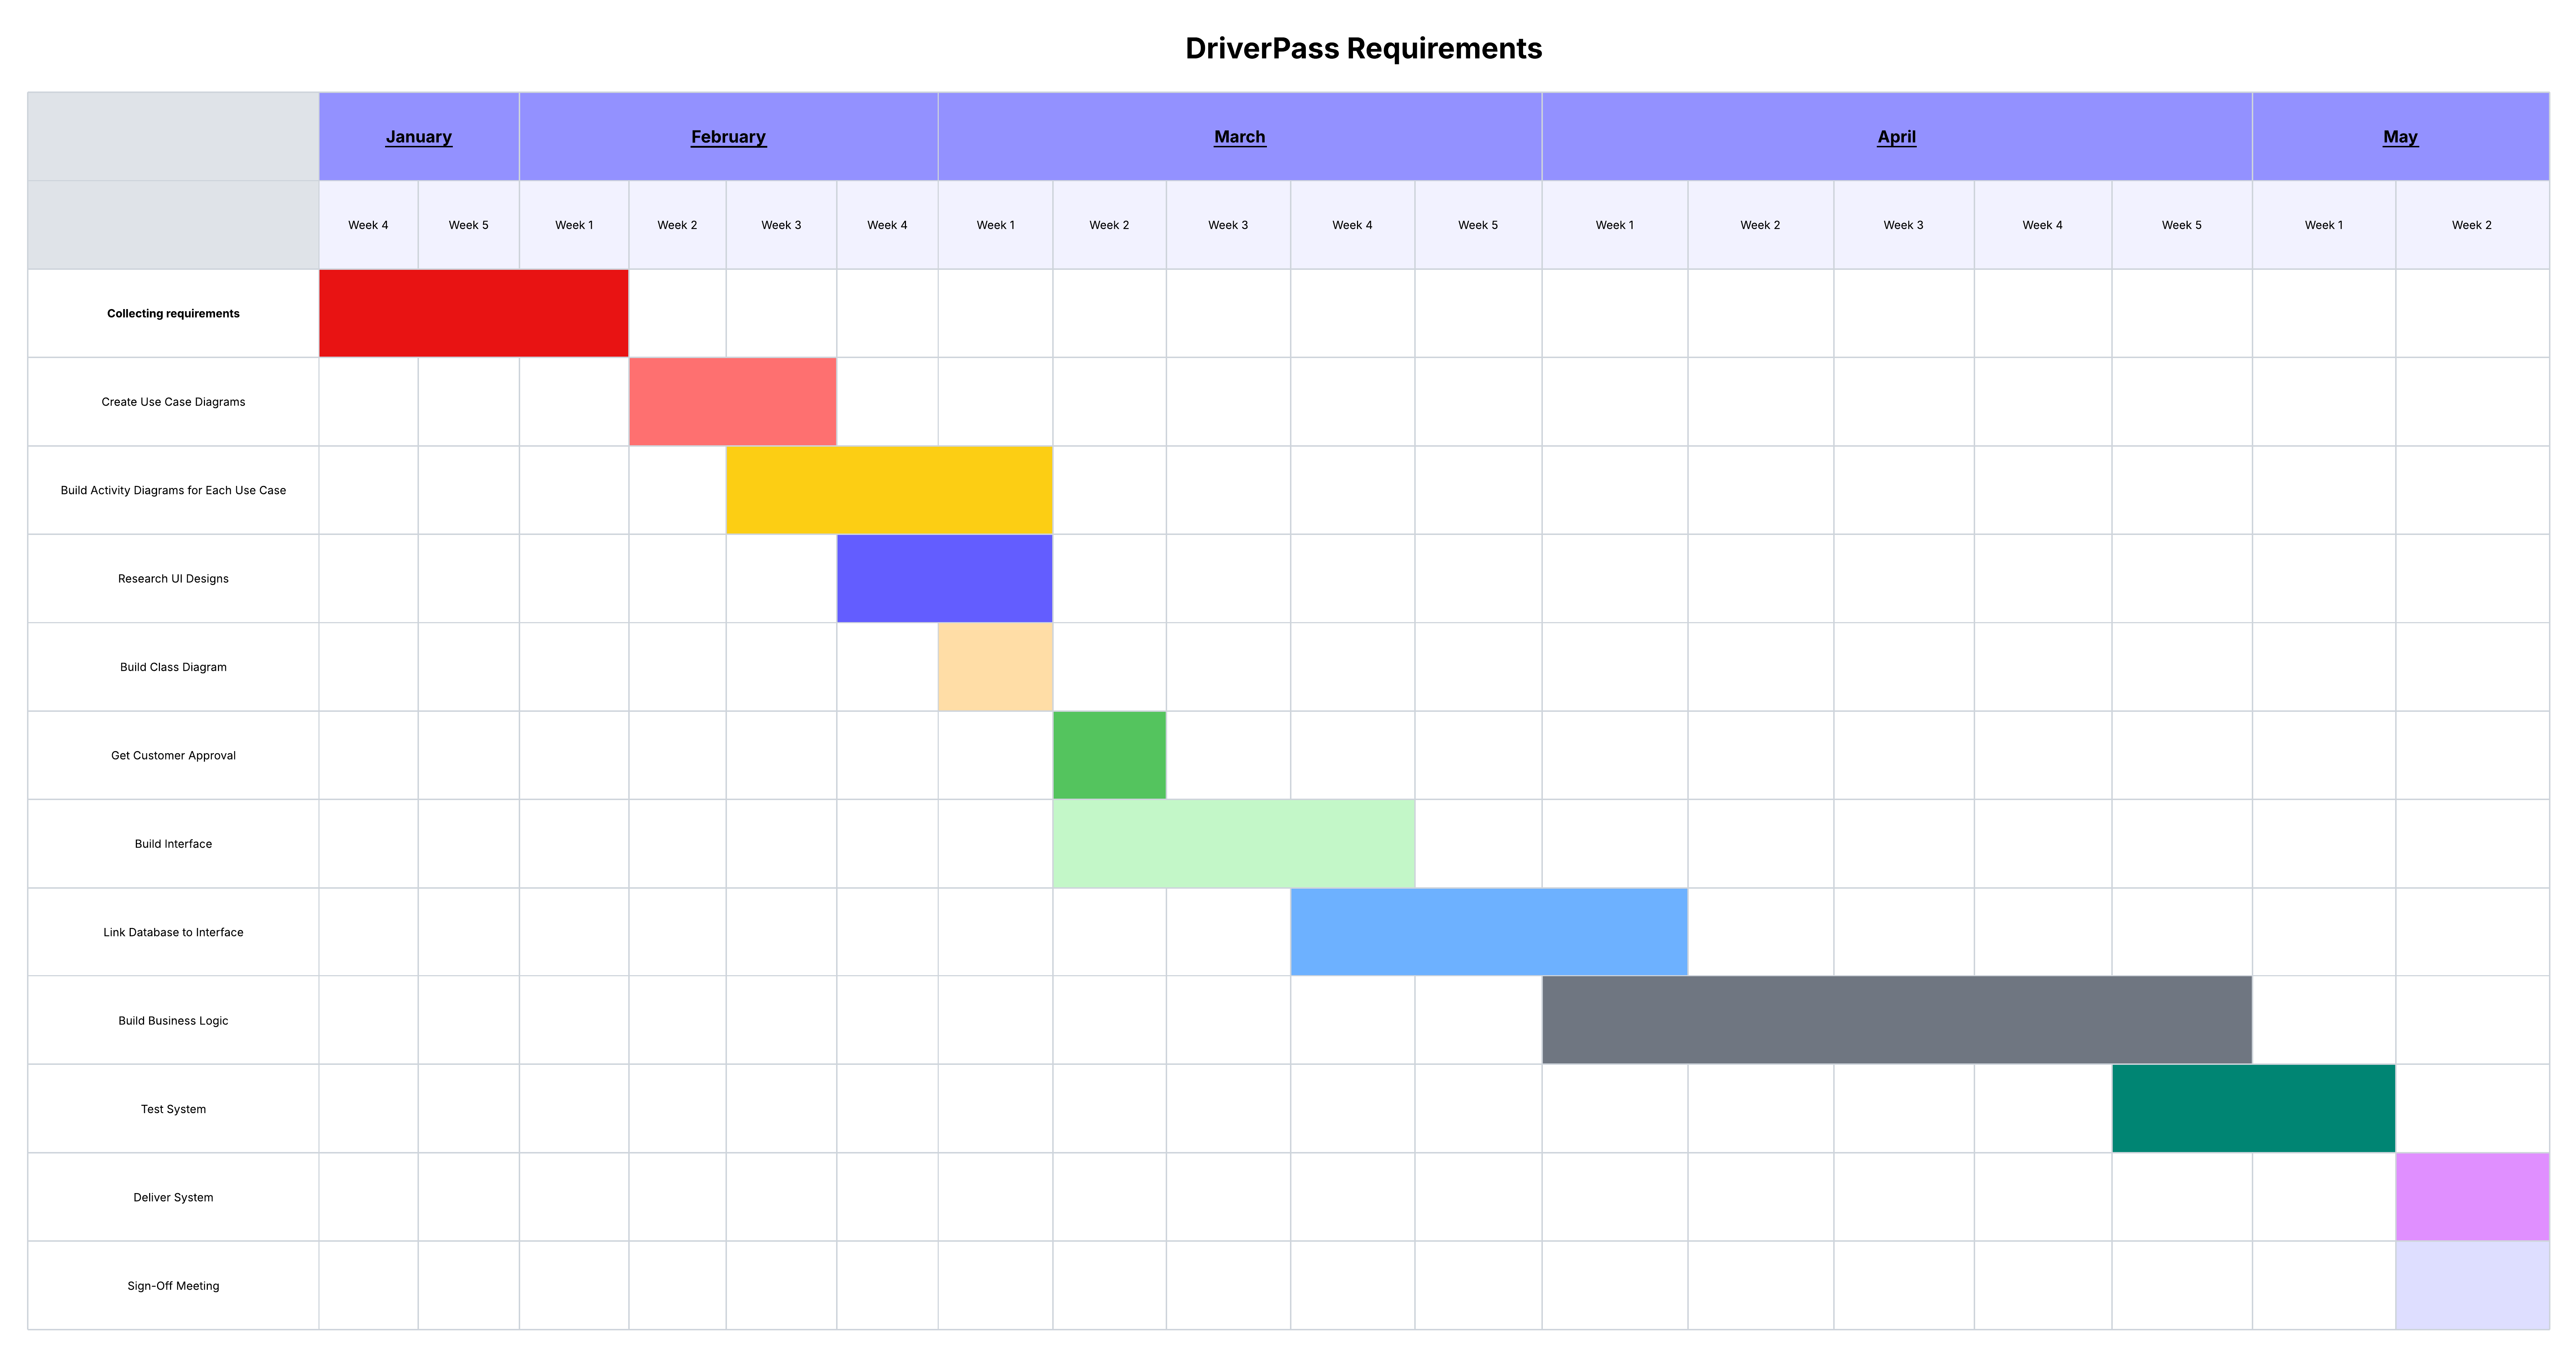 DriverPass Requirements
January February March April May
Week 4 Week 5 Week 1 Week 2 Week 3 Week 4 Week 1 Week 2 Week 3 Week 4 Week 5 Week 1 Week 2 Week 3 Week 4 Week 5 Week 1 Week 2
Collecting requirements
Create Use Case Diagrams
Build Activity Diagrams for Each Use Case
Research UI Designs
Build Class Diagram
Get Customer Approval
Build Interface
Link Database to Interface
Build Business Logic
Test System
Deliver System
Sign-Off Meeting